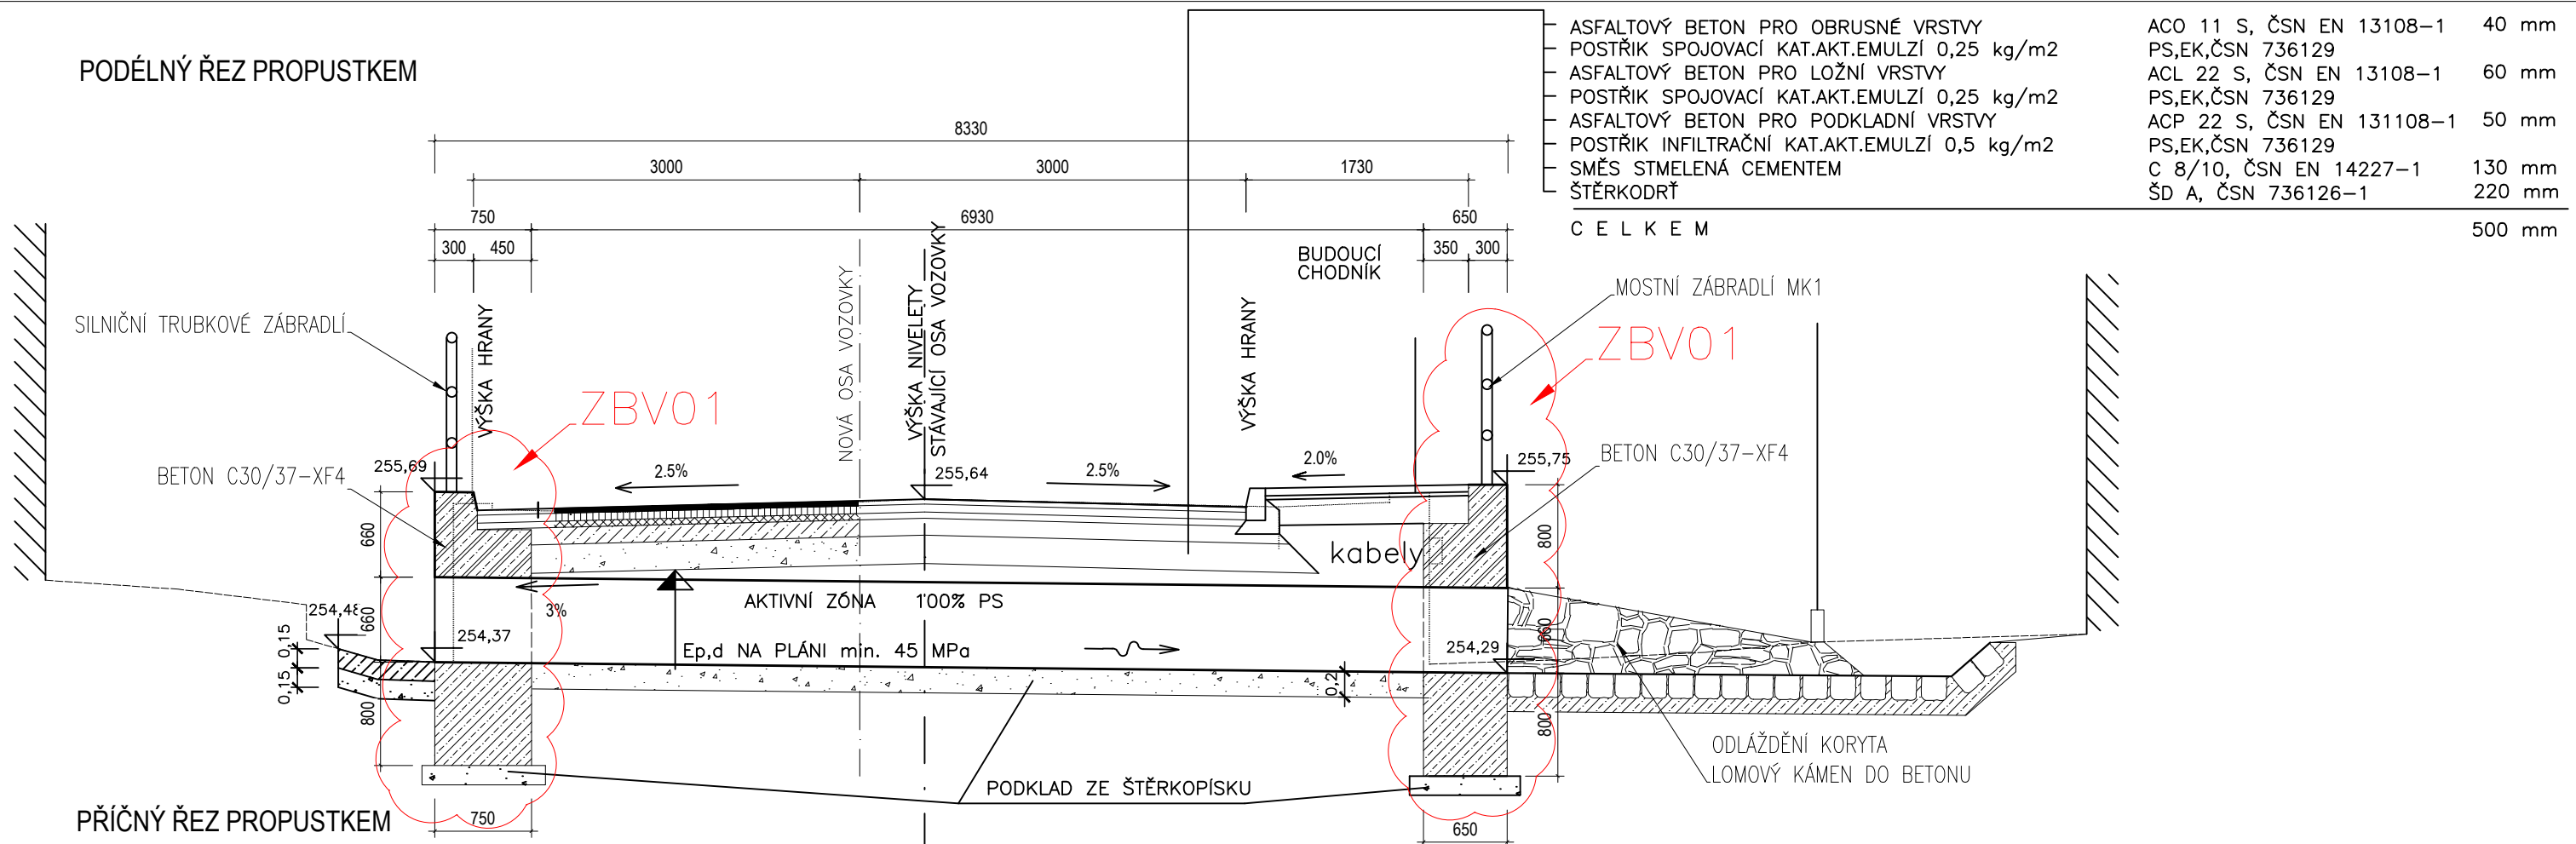 PODÉLNÝ ŘEZ PROPUSTKEM
ASFALTOVÝ BETON PRO OBRUSNÉ VRSTVY ACO 11 S, ČSN EN 13108-1 40 mm
POSTŘIK SPOJOVACÍ KAT.AKT.EMULZÍ 0,25 kg/m2 PS,EK,ČSN 736129
ASFALTOVÝ BETON PRO LOŽNÍ VRSTVY ACL 22 S, ČSN EN 13108-1 60 mm
POSTŘIK SPOJOVACÍ KAT.AKT.EMULZÍ 0,25 kg/m2 PS,EK,ČSN 736129
ASFALTOVÝ BETON PRO PODKLADNÍ VRSTVY ACP 22 S, ČSN EN 131108-1 50 mm
POSTŘIK INFILTRAČNÍ KAT.AKT.EMULZÍ 0,5 kg/m2 PS,EK,ČSN 736129
SMĚS STMELENÁ CEMENTEM C 8/10, ČSN EN 14227-1 130 mm
ŠTĚRKODRŤ ŠD A, ČSN 736126-1 220 mm
C E L K E M 500 mm
8330
3000 3000 1730
750 6930 650
300 450 350 300
BUDOUCÍ
CHODNÍK
SILNIČNÍ TRUBKOVÉ ZÁBRADLÍ
VÝŠKA HRANY
NOVÁ OSA VOZOVKY
VÝŠKA NIVELETY
STÁVAJÍCÍ OSA VOZOVKY
VÝŠKA HRANY
MOSTNÍ ZÁBRADLÍ MK1
ZBV01
ZBV01
BETON C30/37-XF4
255,69
2.5%
255,64
2.5%
2.0%
255,75
BETON C30/37-XF4
660
800
kabely
3%
AKTIVNÍ ZÓNA 100% PS
254,48
660
254,37
Ep,d NA PLÁNI min. 45 MPa
254,29
660
0,15
0,15
0,2
800
800
ODLÁŽDĚNÍ KORYTA
LOMOVÝ KÁMEN DO BETONU
PODKLAD ZE ŠTĚRKOPÍSKU
PŘÍČNÝ ŘEZ PROPUSTKEM
750
650